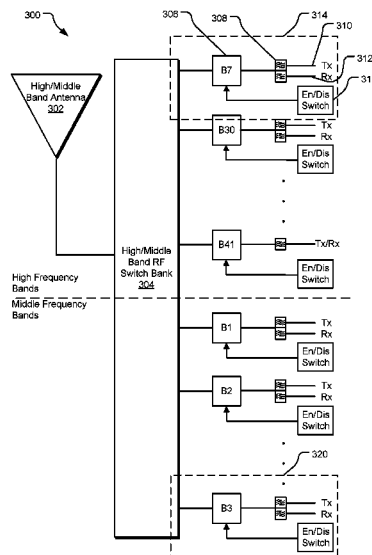 300
306
308
314
310
B7
Tx
Rx
312
High/Middle
Band Antenna
302
En/Dis
Switch
31
B30
Tx
Rx
En/Dis
Switch
High/Middle
Band RF
Switch Bank
304
B41
Tx/Rx
En/Dis
Switch
High Frequency
Bands
Middle Frequency
Bands
B1
Tx
Rx
En/Dis
Switch
B2
Tx
Rx
En/Dis
Switch
320
B3
Tx
Rx
En/Dis
Switch